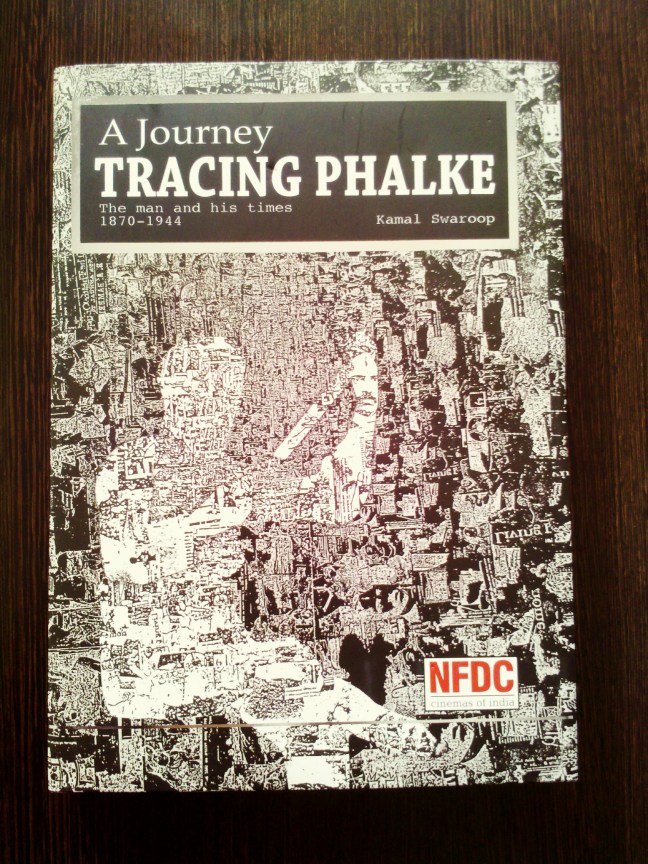 A Journey
TRACING PHALKE
The man and his times
1870-1944
Kamal Swaroop
NFDC
cinemas of india